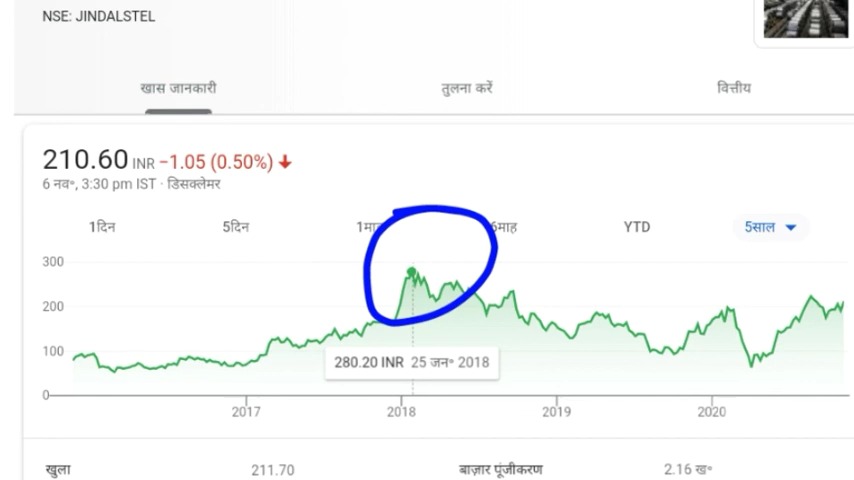 NSE: JINDALSTEL
खास जानकारी तुलना करें वित्तीय
210.60 INR −1.05 (0.50%)
6 नव॰, 3:30 pm IST · डिसक्लेमर
1दिन 5दिन 6माह YTD 5साल
300
200
100
0
280.20 INR 25 जन॰ 2018
2017 2018 2019 2020
खुला 211.70 बाज़ार पूंजीकरण 2.16 ख॰